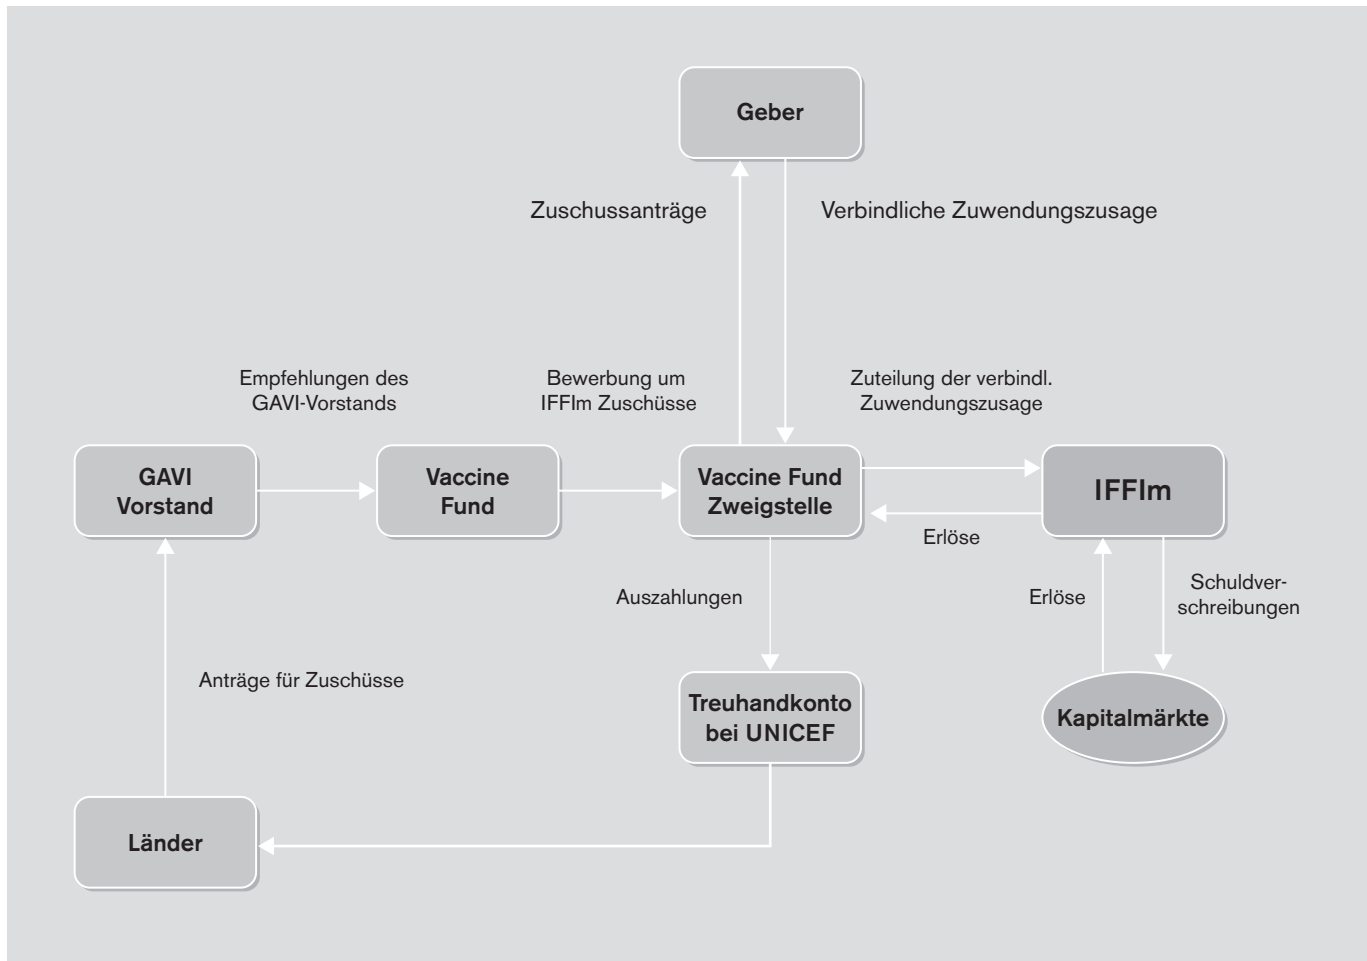 Geber
Zuschussanträge
Verbindliche Zuwendungszusage
Empfehlungen des
GAVI-Vorstands
Bewerbung um
IFFIm Zuschüsse
Zuteilung der verbindl.
Zuwendungszusage
GAVI
Vorstand
Vaccine
Fund
Vaccine Fund
Zweigstelle
IFFIm
Erlöse
Auszahlungen
Erlöse
Schuldver-
schreibungen
Anträge für Zuschüsse
Treuhandkonto
bei UNICEF
Kapitalmärkte
Länder